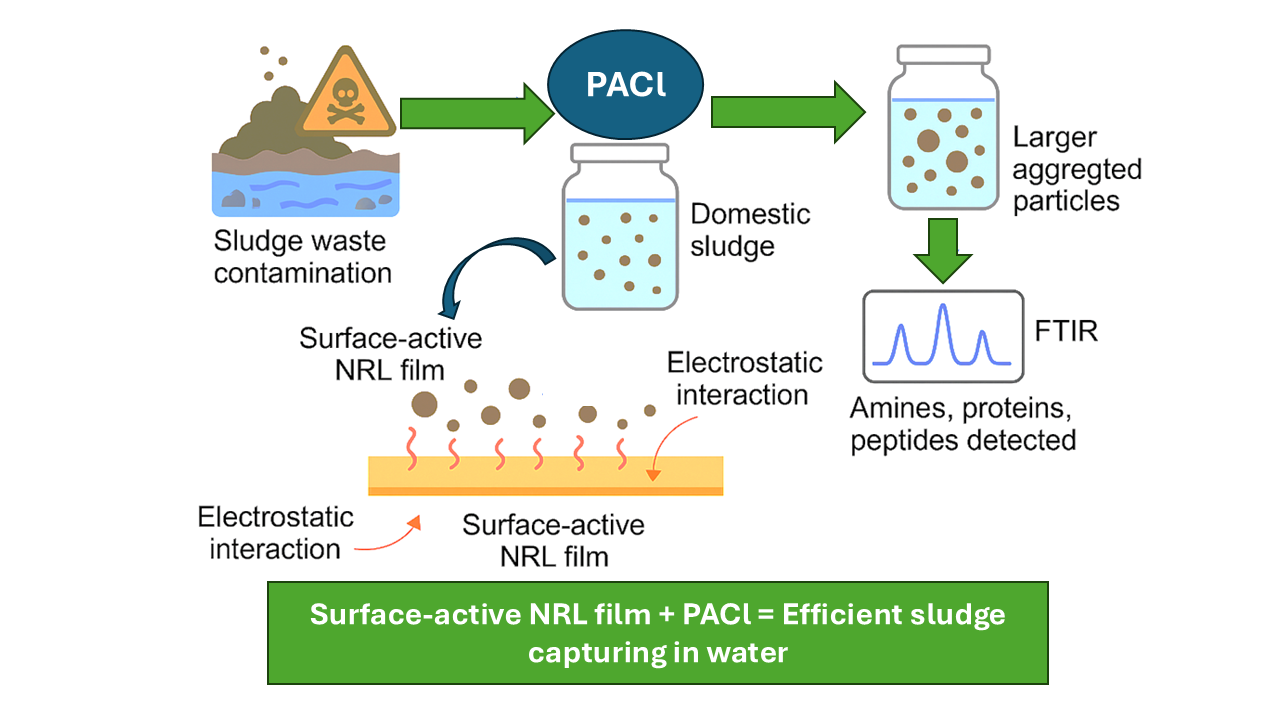 PACl
Larger
aggregted
particles
Domestic
sludge
Sludge waste
contamination
Surface-active
NRL film
Electrostatic
interaction
FTIR
Amines, proteins,
peptides detected
Electrostatic
interaction
Surface-active
NRL film
Surface-active NRL film + PACl = Efficient sludge
capturing in water